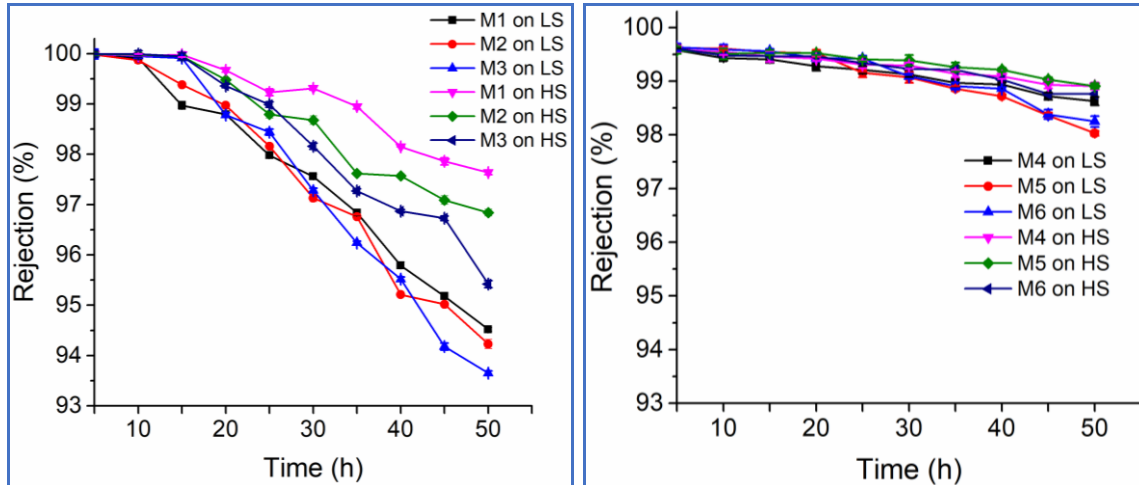 M1 on LS
M2 on LS
M3 on LS
M1 on HS
M2 on HS
M3 on HS
Rejection (%)
100
99
98
97
96
95
94
93
10 20 30 40 50
Time (h)
Rejection (%)
100
99
98
97
96
95
94
93
M4 on LS
M5 on LS
M6 on LS
M4 on HS
M5 on HS
M6 on HS
10 20 30 40 50
Time (h)